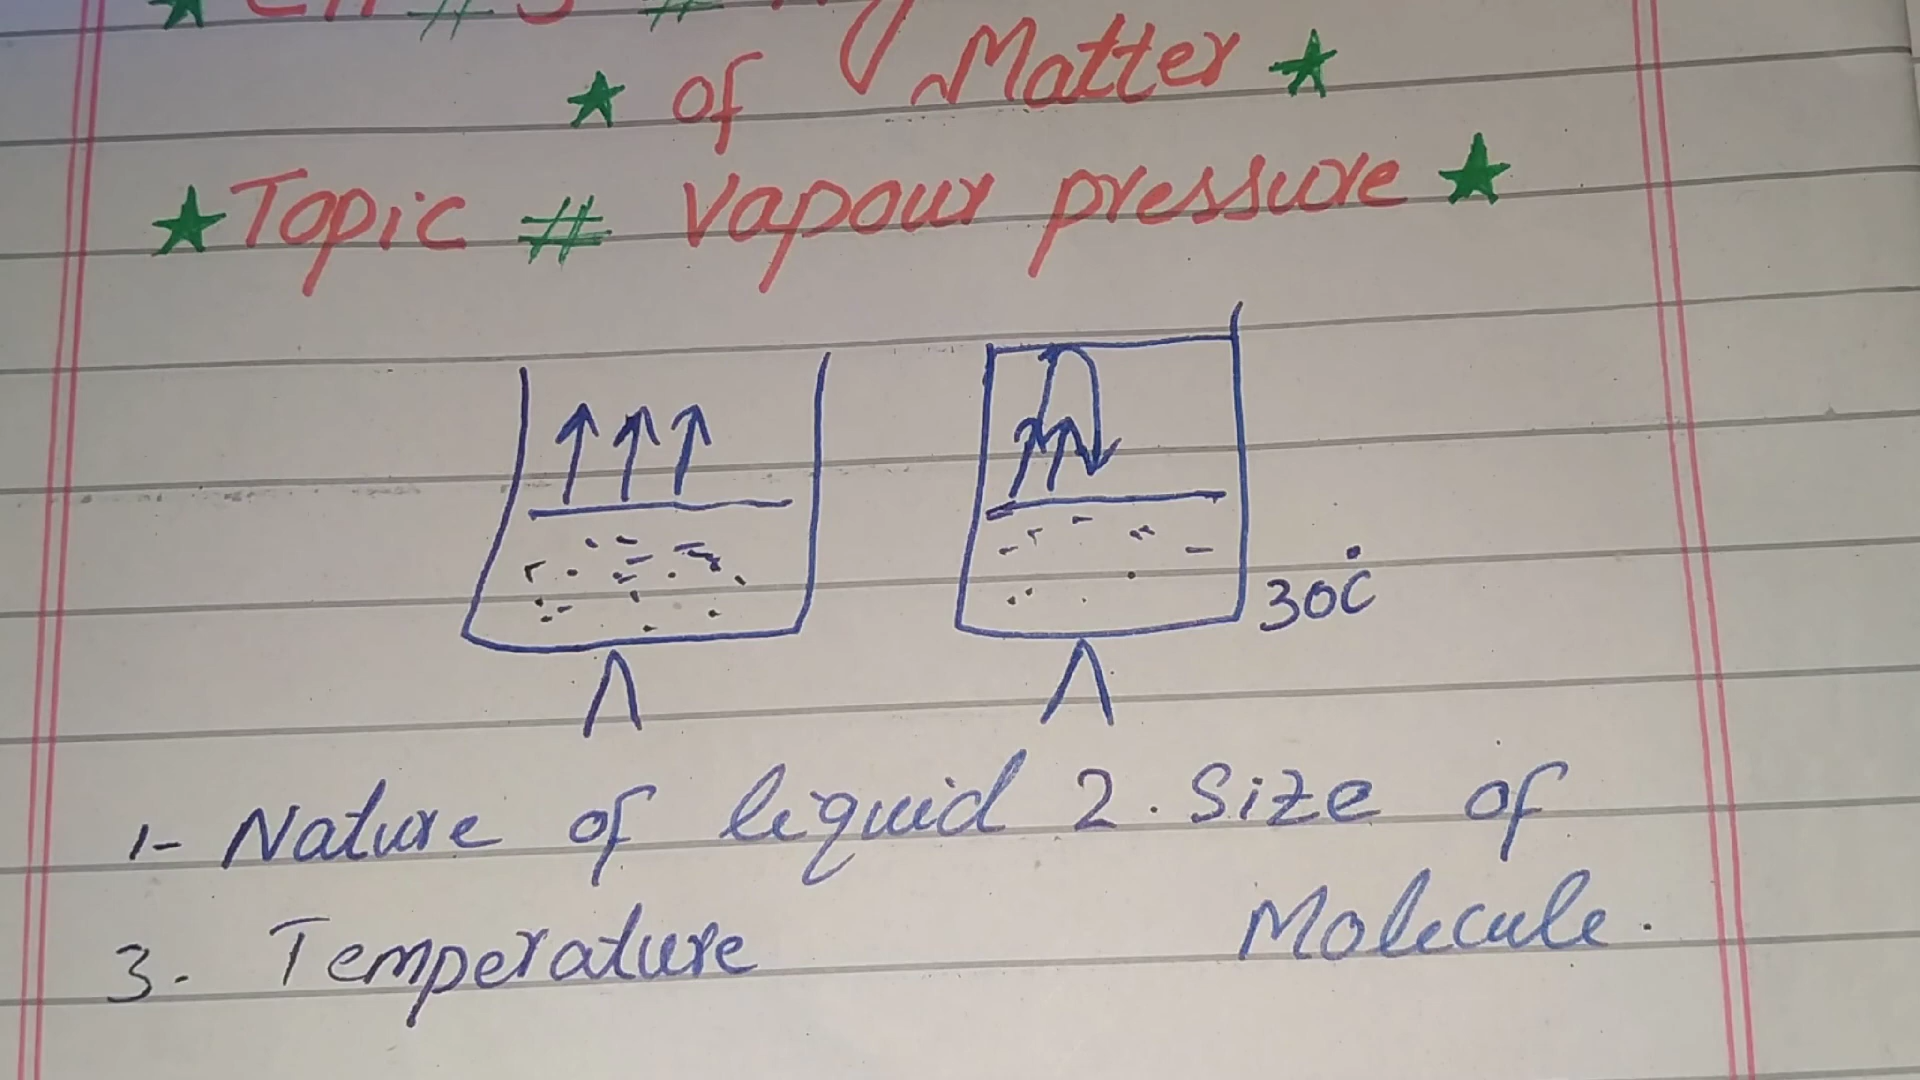 of Matter
Topic # Vapour pressure
30°C
1- Nature of liquid 2. Size of
Molecule.
3. Temperature